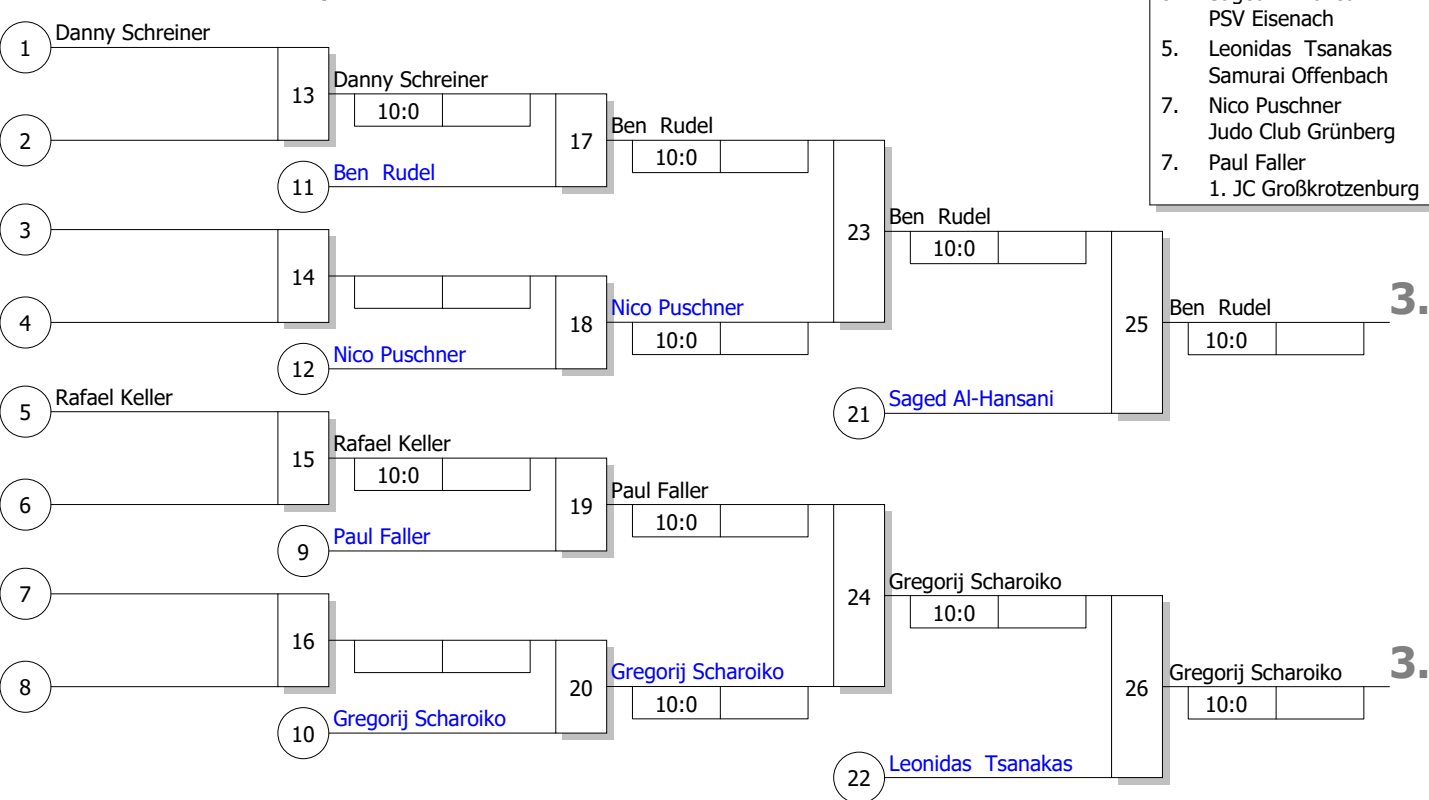 PSV Eisenach
5. Leonidas Tsanakas
Samurai Offenbach
7. Nico Puschner
Judo Club Grünberg
7. Paul Faller
1. JC Großkrotzenburg
1 Danny Schreiner
13 Danny Schreiner
10:0
2
17 Ben Rudel
10:0
11 Ben Rudel
3
23 Ben Rudel
10:0
14
4
18 Nico Puschner
10:0
12 Nico Puschner
25 Ben Rudel 3.
10:0
21 Saged Al-Hansani
5 Rafael Keller
15 Rafael Keller
10:0
6
19 Paul Faller
10:0
9 Paul Faller
7
24 Gregorij Scharoiko
10:0
16
8
20 Gregorij Scharoiko
10:0
10 Gregorij Scharoiko
26 Gregorij Scharoiko 3.
10:0
22 Leonidas Tsanakas